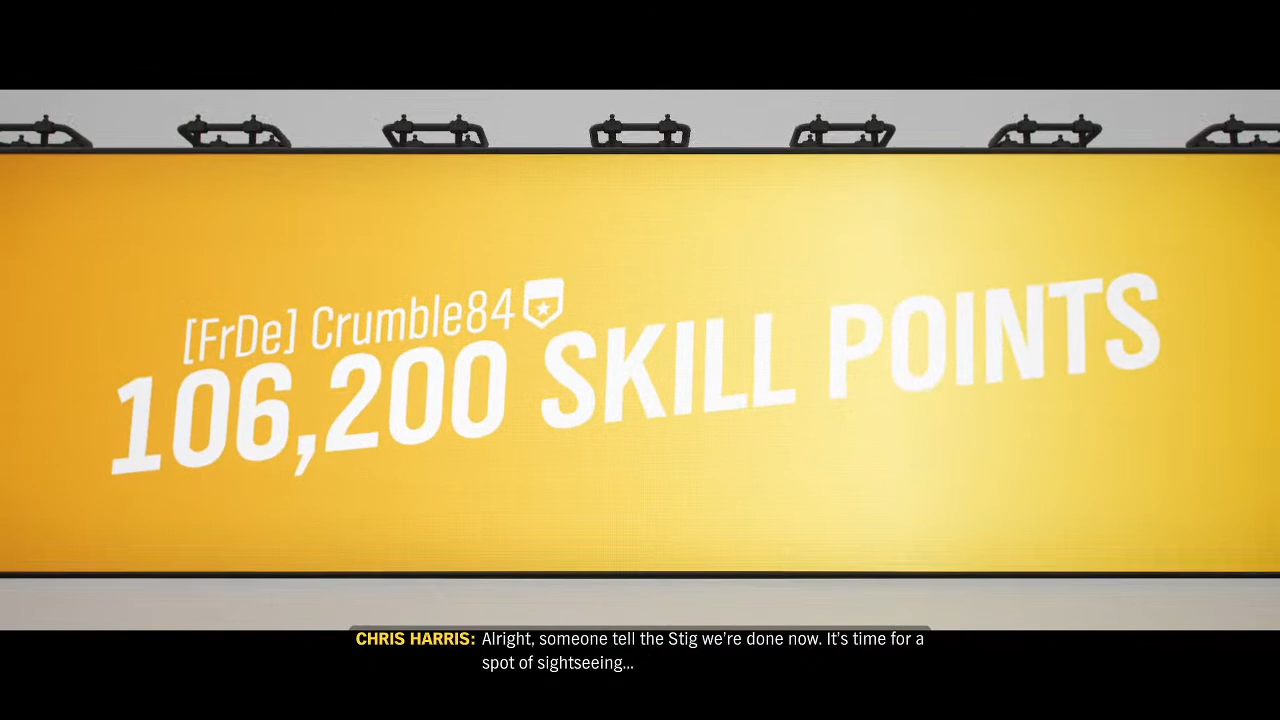 [FrDe] Crumble84
106,200 SKILL POINTS
CHRIS HARRIS: Alright, someone tell the Stig we're done now. It's time for a
spot of sightseeing...